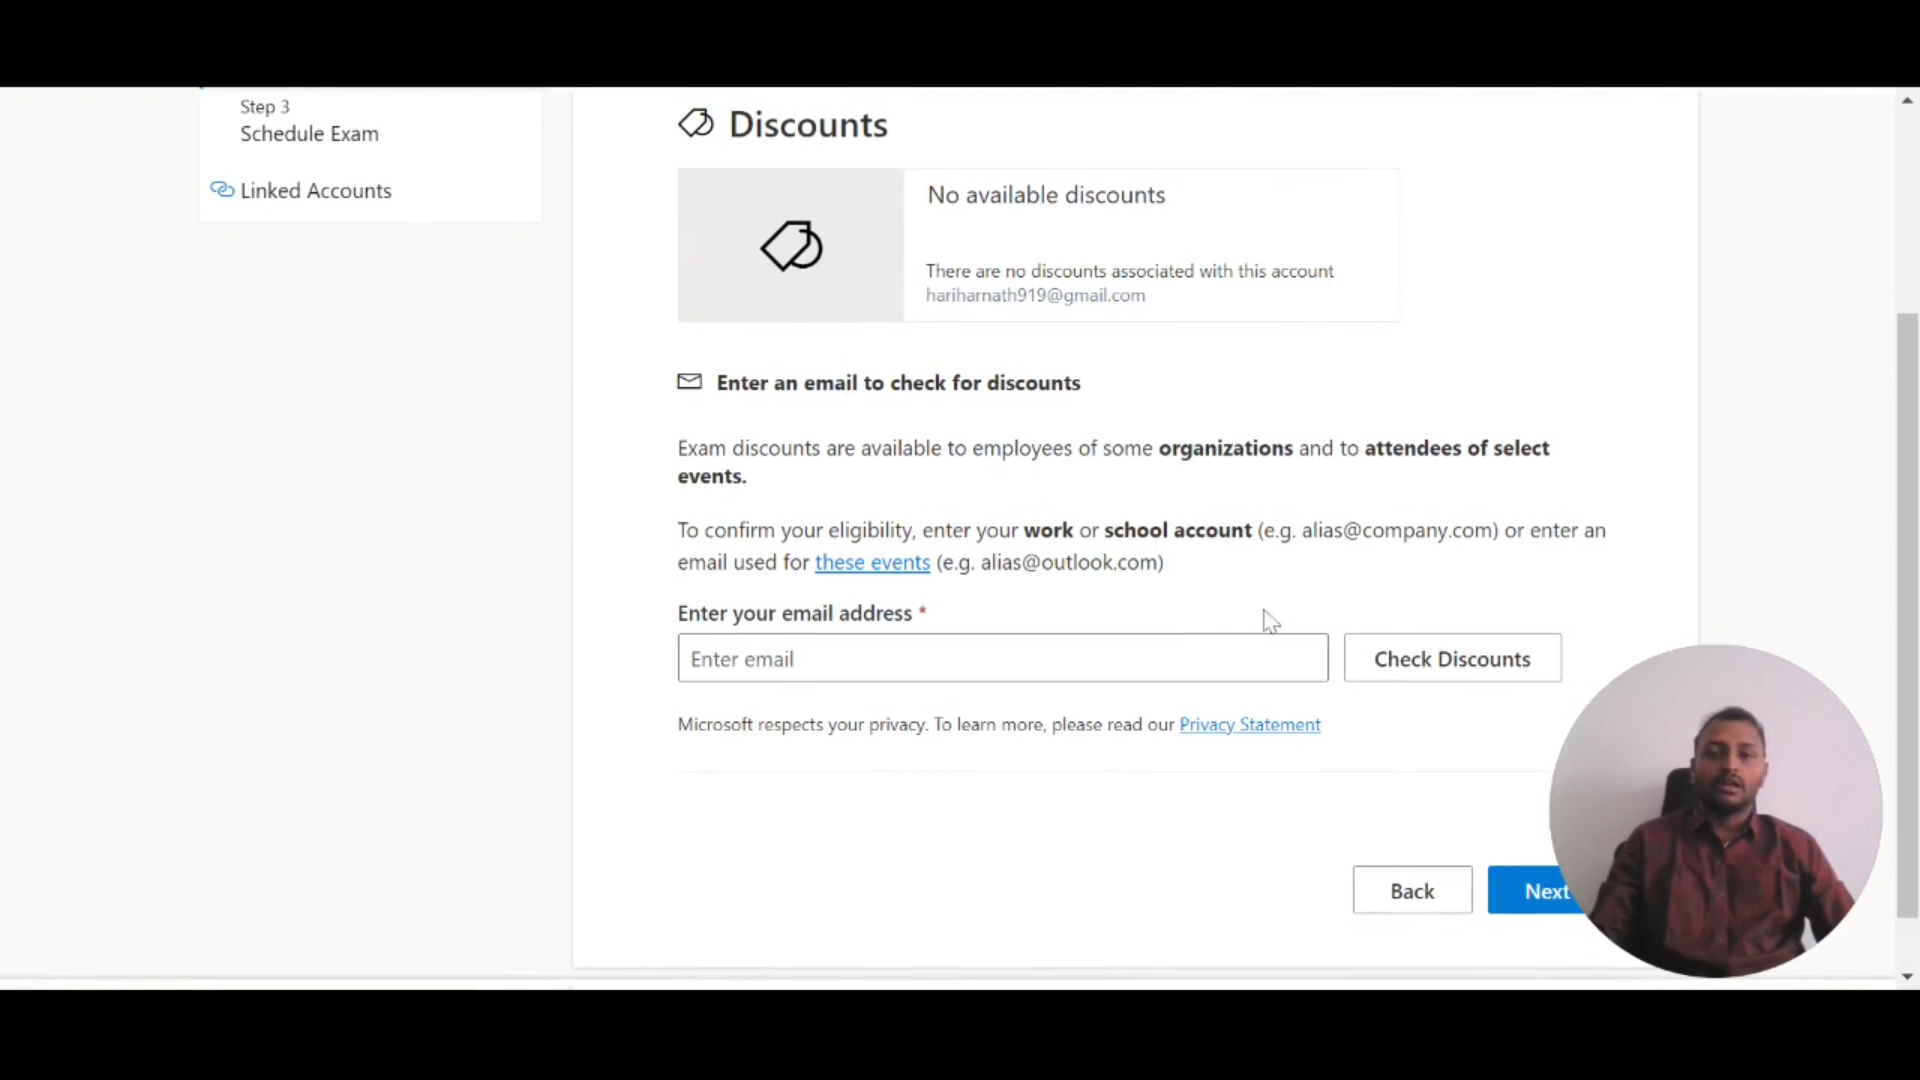 Step 3
Schedule Exam
Linked Accounts
Discounts
No available discounts
There are no discounts associated with this account
hariharnath919@gmail.com
Enter an email to check for discounts
Exam discounts are available to employees of some organizations and to attendees of select
events.
To confirm your eligibility, enter your work or school account (e.g. alias@company.com) or enter an
email used for these events (e.g. alias@outlook.com)
Enter your email address *
Enter email
Check Discounts
Microsoft respects your privacy. To learn more, please read our Privacy Statement
Back
Next